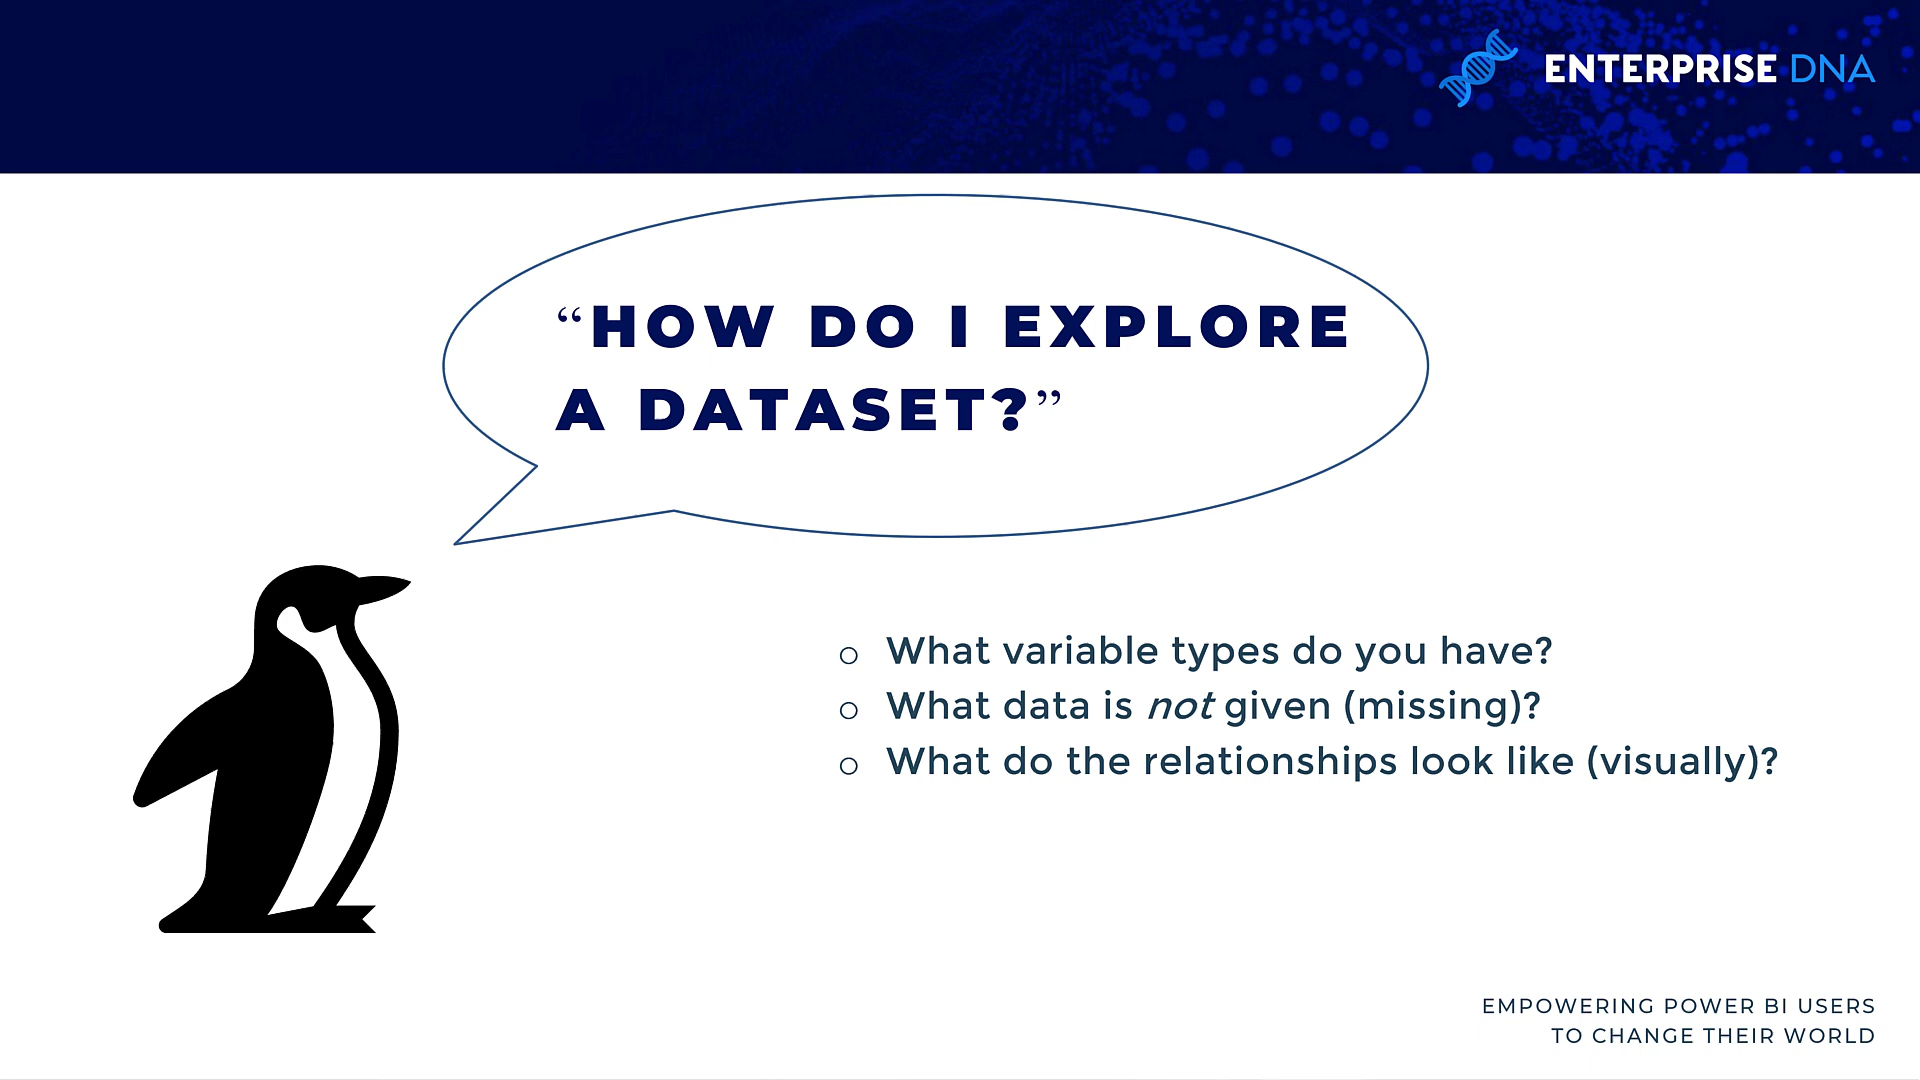 ENTERPRISE DNA
“HOW DO I EXPLORE
A DATASET?”
○ What variable types do you have?
○ What data is not given (missing)?
○ What do the relationships look like (visually)?
EMPOWERING POWER BI USERS
TO CHANGE THEIR WORLD